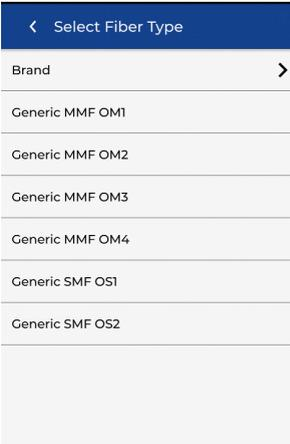 Select Fiber Type
Brand
Generic MMF OM1
Generic MMF OM2
Generic MMF OM3
Generic MMF OM4
Generic SMF OS1
Generic SMF OS2